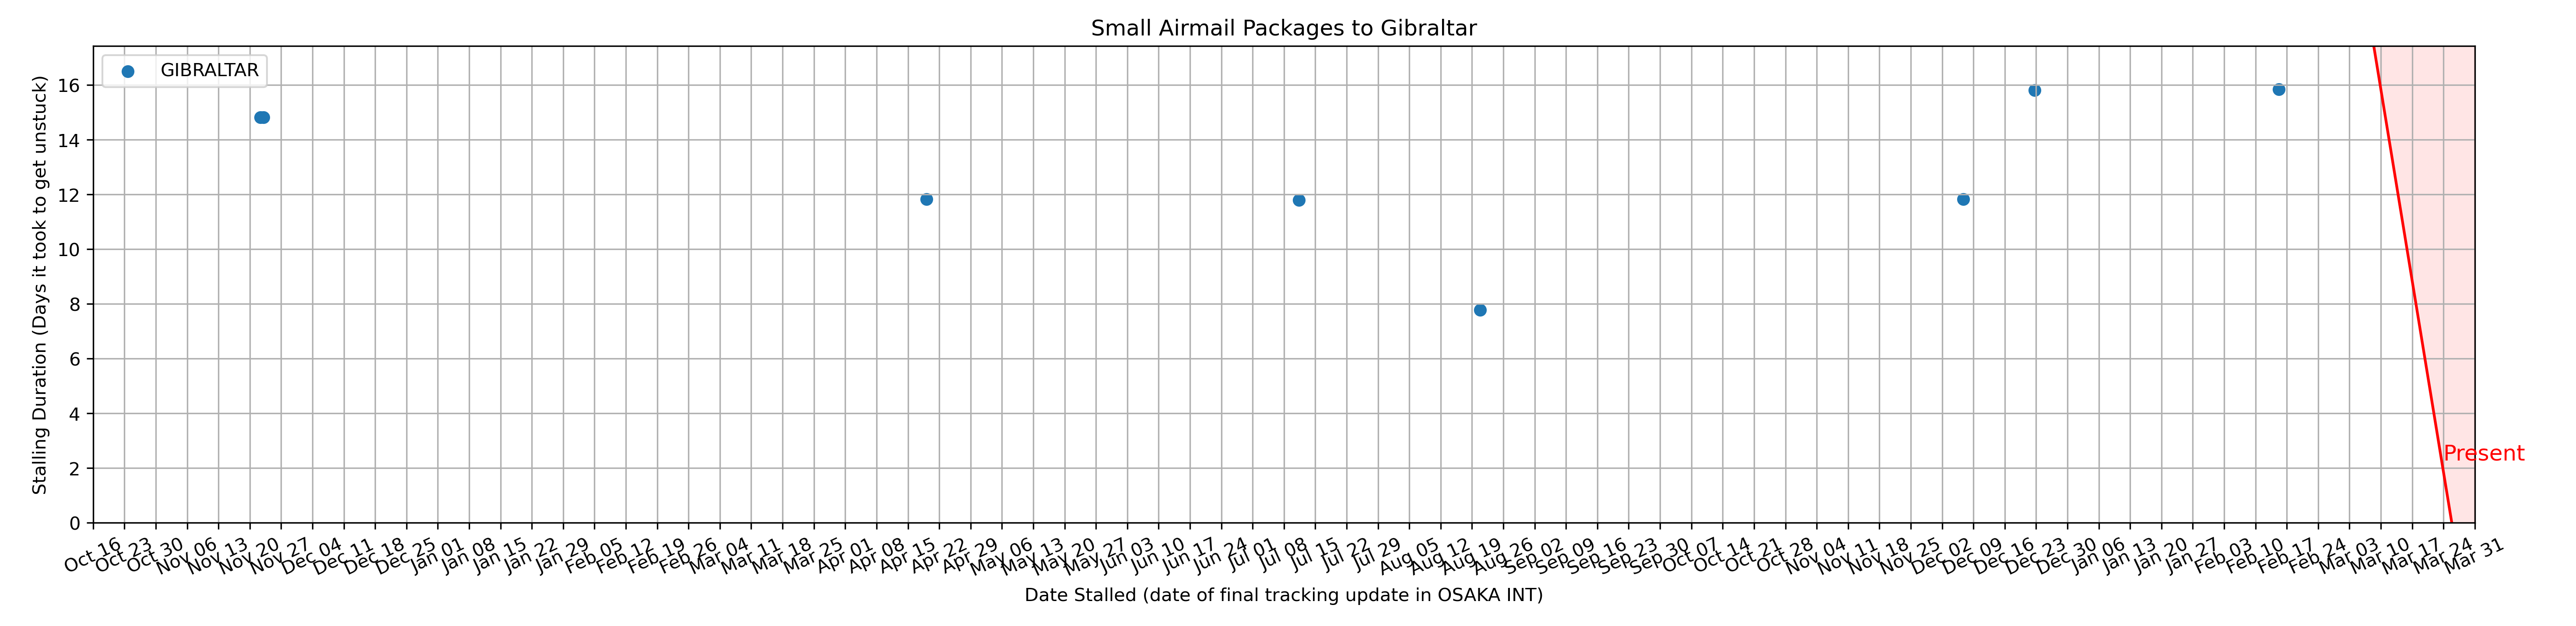 Small Airmail Packages to Gibraltar
GIBRALTAR
Stalling Duration (Days it took to get unstuck)
16
14
12
10
8
6
4
2
0
Present
Oct 16
Oct 23
Oct 30
Nov 06
Nov 13
Nov 20
Nov 27
Dec 04
Dec 11
Dec 18
Dec 25
Jan 01
Jan 08
Jan 15
Jan 22
Jan 29
Feb 05
Feb 12
Feb 19
Feb 26
Mar 04
Mar 11
Mar 18
Mar 25
Apr 01
Apr 08
Apr 15
Apr 22
Apr 29
May 06
May 13
May 20
May 27
Jun 03
Jun 10
Jun 17
Jun 24
Jul 01
Jul 08
Jul 15
Jul 22
Jul 29
Aug 05
Aug 12
Aug 19
Aug 26
Sep 02
Sep 09
Sep 16
Sep 23
Sep 30
Oct 07
Oct 14
Oct 21
Oct 28
Nov 04
Nov 11
Nov 18
Nov 25
Dec 02
Dec 09
Dec 16
Dec 23
Dec 30
Jan 06
Jan 13
Jan 20
Jan 27
Feb 03
Feb 10
Feb 17
Feb 24
Mar 03
Mar 10
Mar 17
Mar 24
Mar 31
Date Stalled (date of final tracking update in OSAKA INT)